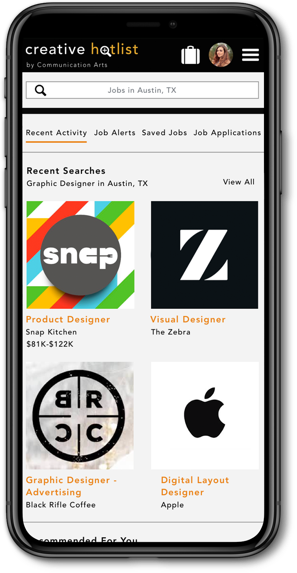 creative hotlist
by Communication Arts
Jobs in Austin, TX
Recent Activity Job Alerts Saved Jobs Job Applications
Recent Searches
Graphic Designer in Austin, TX View All
snap
Z
Product Designer
Snap Kitchen
$81K-$122K
Visual Designer
The Zebra
BRCC
Graphic Designer -
Advertising
Black Rifle Coffee
Digital Layout
Designer
Apple
Recommended For You